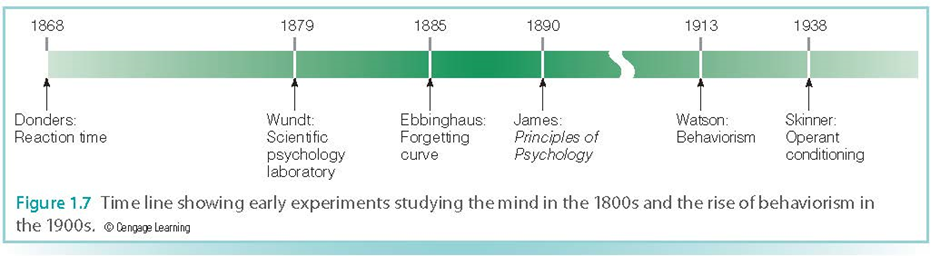 1868 1879 1885 1890 1913 1938
Donders: Wundt: Ebbinghaus: James: Watson: Skinner:
Reaction time Scientific Forgetting Principles of Behaviorism Operant
psychology curve Psychology conditioning
laboratory
Figure 1.7 Time line showing early experiments studying the mind in the 1800s and the rise of behaviorism in
the 1900s. © Cengage Learning